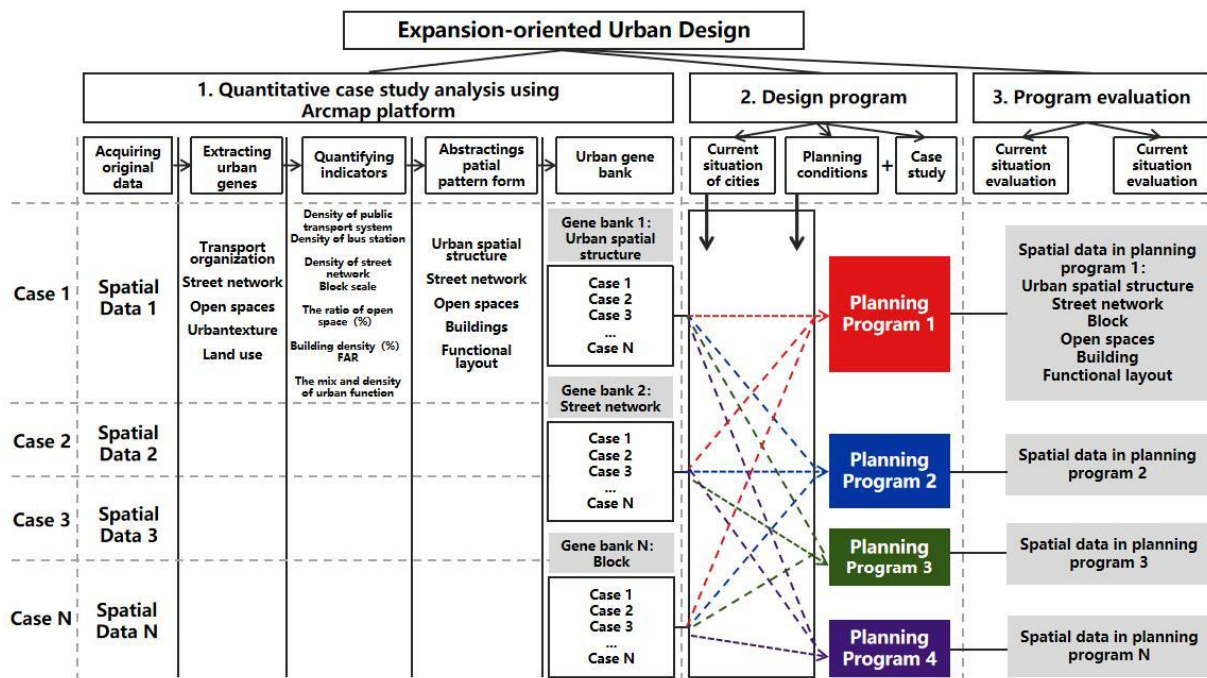 Expansion-oriented Urban Design
1. Quantitative case study analysis using
Arcmap platform
2. Design program
3. Program evaluation
Acquiring
original
data
Extracting
urban
genes
Quantifying
indicators
Abstractings
patial
pattern form
Urban gene
bank
Current
situation
of cities
Planning
conditions
+
Case
study
Current
situation
evaluation
Current
situation
evaluation
Case 1
Spatial
Data 1
Transport
organization
Street network
Open spaces
Urbantexture
Land use
Density of public
transport system
Density of bus station
Density of street
network
Block scale
The ratio of open
space (%)
Building density (%)
FAR
The mix and density
of urban function
Urban spatial
structure
Street network
Open spaces
Buildings
Functional
layout
Gene bank 1:
Urban spatial
structure
Case 1
Case 2
Case 3
...
Case N
Planning
Program 1
Spatial data in planning
program 1:
Urban spatial structure
Street network
Block
Open spaces
Building
Functional layout
Case 2
Spatial
Data 2
Gene bank 2:
Street network
Case 1
Case 2
Case 3
...
Case N
Planning
Program 2
Spatial data in planning
program 2
Case 3
Spatial
Data 3
Planning
Program 3
Spatial data in planning
program 3
Case N
Spatial
Data N
Gene bank N:
Block
Case 1
Case 2
Case 3
...
Case N
Planning
Program 4
Spatial data in planning
program N